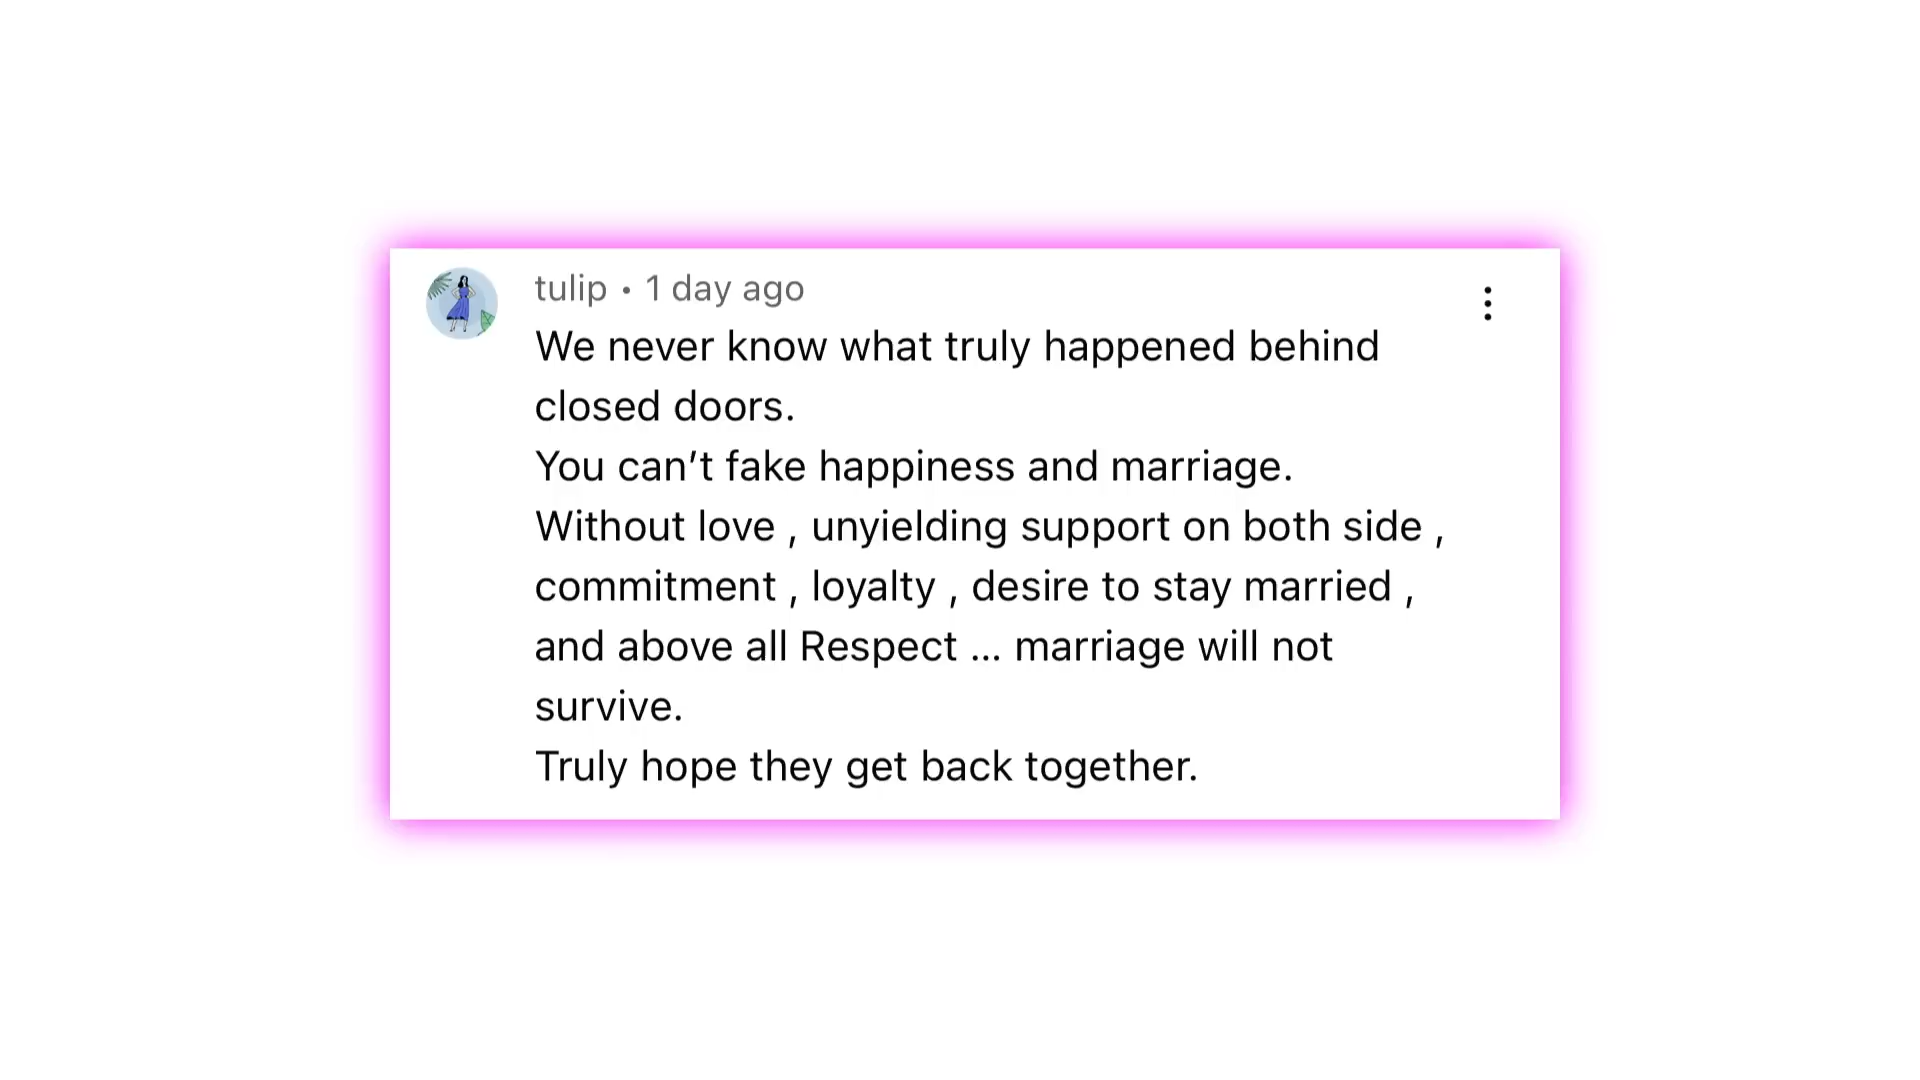 tulip • 1 day ago
We never know what truly happened behind
closed doors.
You can’t fake happiness and marriage.
Without love , unyielding support on both side ,
commitment , loyalty , desire to stay married ,
and above all Respect ... marriage will not
survive.
Truly hope they get back together.